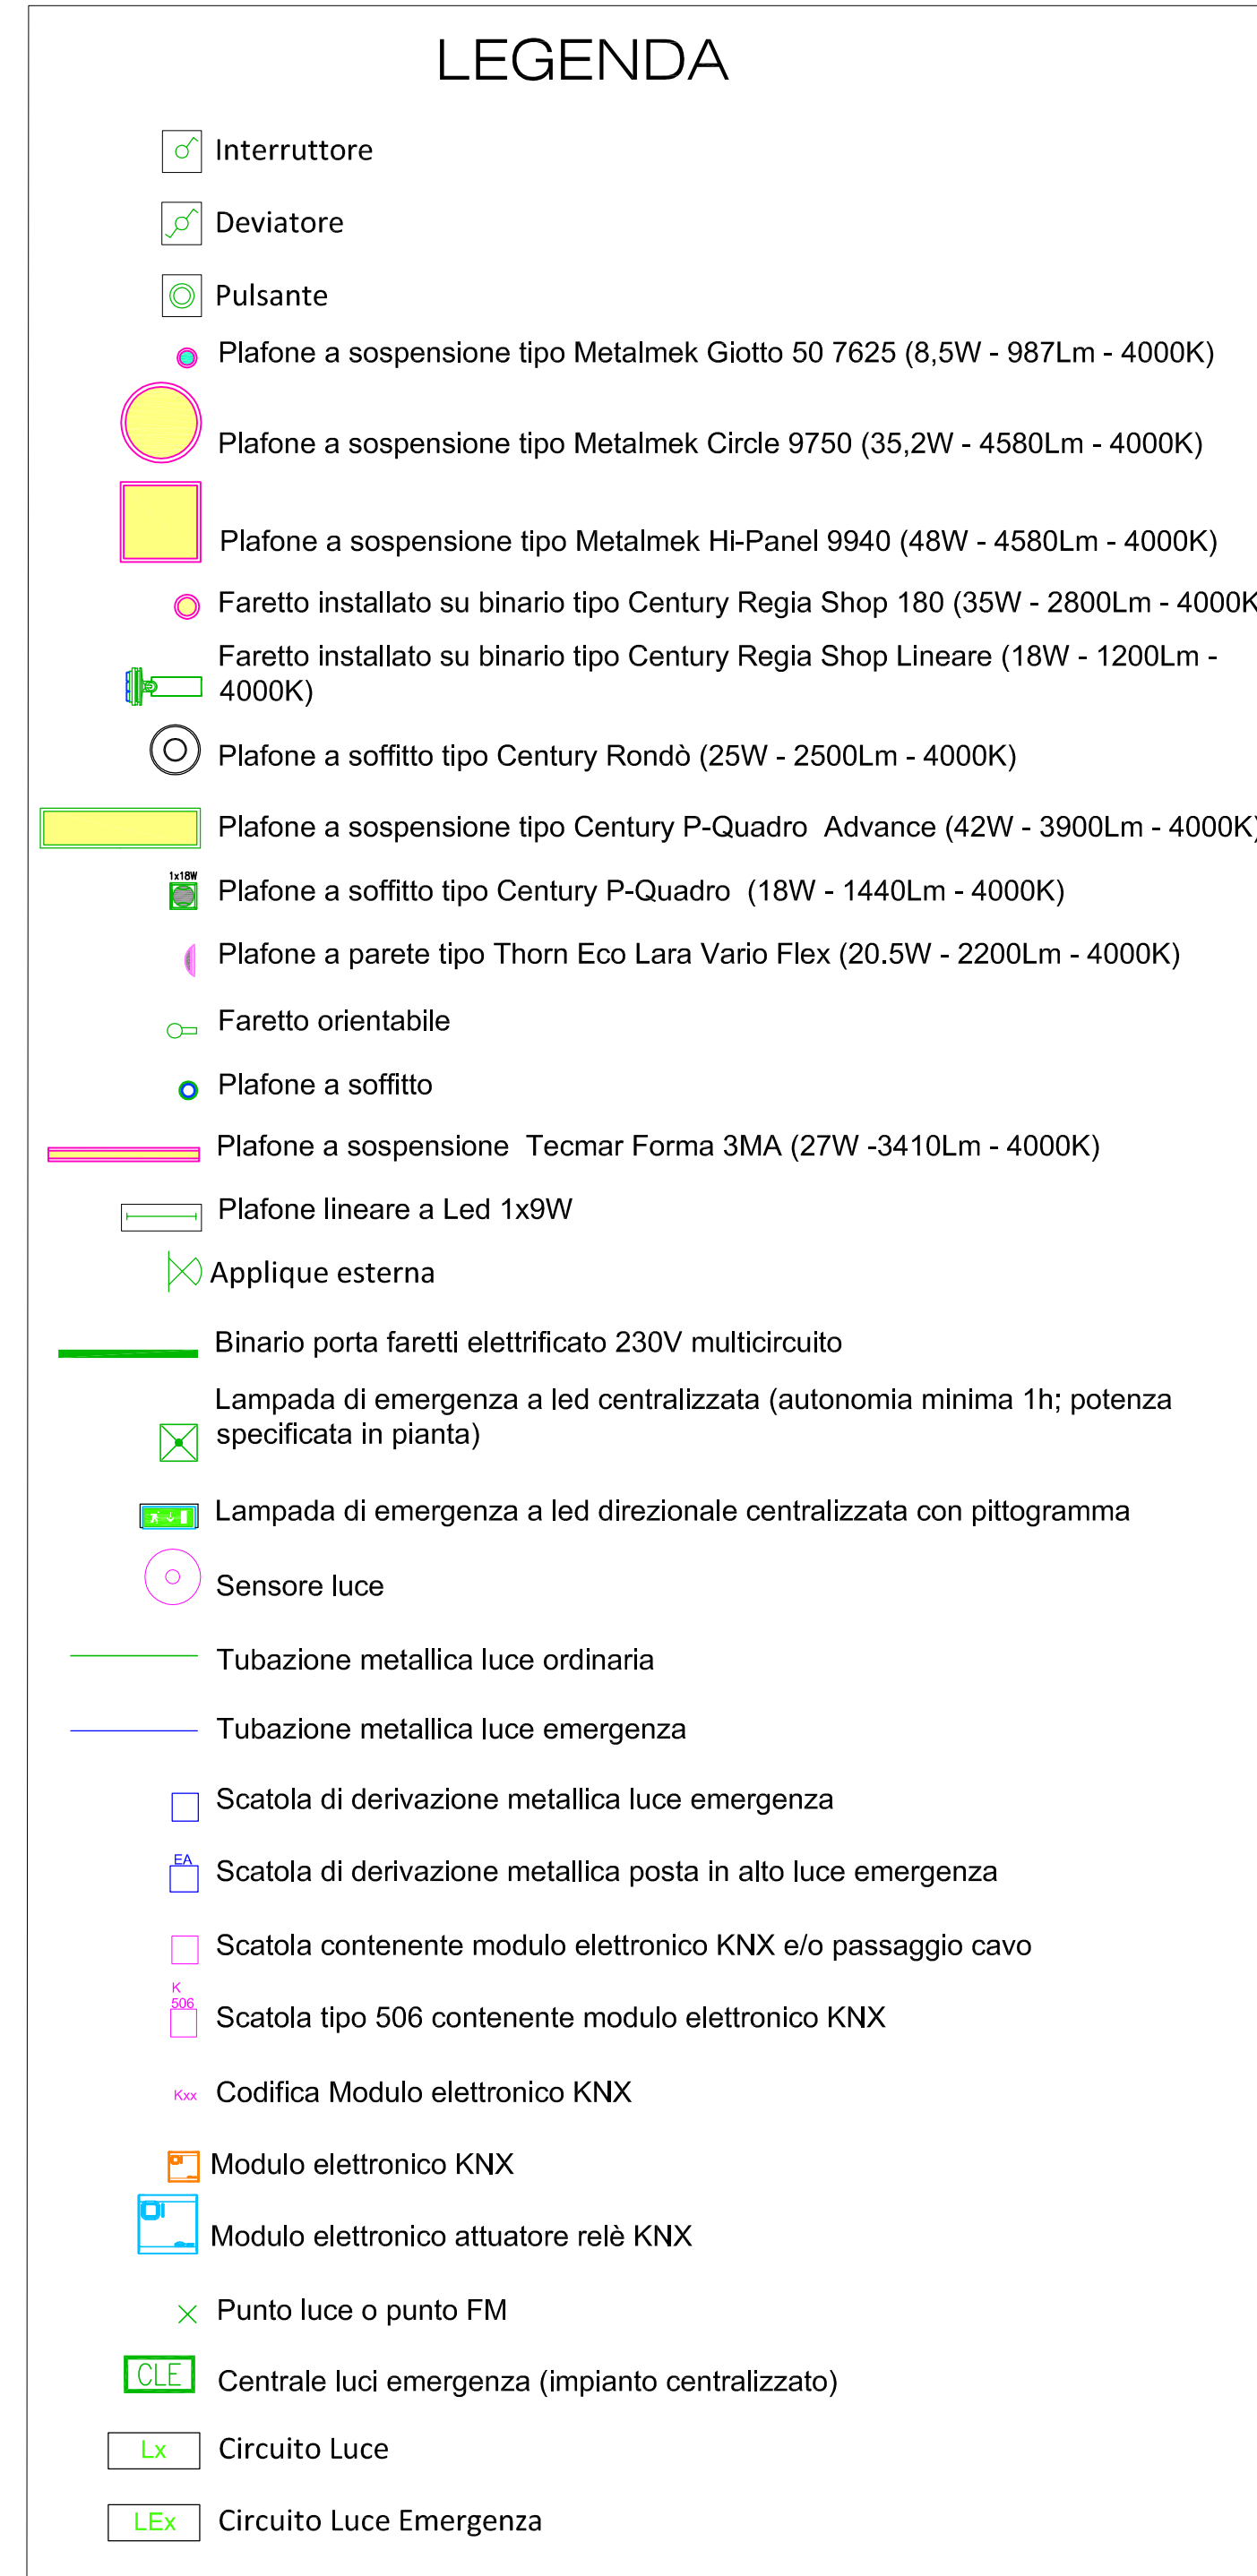 LEGENDA
Interruttore
Deviatore
Pulsante
Plafone a sospensione tipo Metalmek Giotto 50 7625 (8,5W - 987Lm - 4000K)
Plafone a sospensione tipo Metalmek Circle 9750 (35,2W - 4580Lm - 4000K)
Plafone a sospensione tipo Metalmek Hi-Panel 9940 (48W - 4580Lm - 4000K)
Faretto installato su binario tipo Century Regia Shop 180 (35W - 2800Lm - 4000K
Faretto installato su binario tipo Century Regia Shop Lineare (18W - 1200Lm -
4000K)
Plafone a soffitto tipo Century Rondò (25W - 2500Lm - 4000K)
Plafone a sospensione tipo Century P-Quadro Advance (42W - 3900Lm - 4000K)
1x18W
Plafone a soffitto tipo Century P-Quadro (18W - 1440Lm - 4000K)
Plafone a parete tipo Thorn Eco Lara Vario Flex (20.5W - 2200Lm - 4000K)
Faretto orientabile
Plafone a soffitto
Plafone a sospensione Tecmar Forma 3MA (27W -3410Lm - 4000K)
Plafone lineare a Led 1x9W
Applique esterna
Binario porta faretti elettrificato 230V multicircuito
Lampada di emergenza a led centralizzata (autonomia minima 1h; potenza
specificata in pianta)
Lampada di emergenza a led direzionale centralizzata con pittogramma
Sensore luce
Tubazione metallica luce ordinaria
Tubazione metallica luce emergenza
Scatola di derivazione metallica luce emergenza
EA
Scatola di derivazione metallica posta in alto luce emergenza
Scatola contenente modulo elettronico KNX e/o passaggio cavo
K
506
Scatola tipo 506 contenente modulo elettronico KNX
Kxx Codifica Modulo elettronico KNX
Modulo elettronico KNX
Modulo elettronico attuatore relè KNX
Punto luce o punto FM
CLE Centrale luci emergenza (impianto centralizzato)
Lx Circuito Luce
LEx Circuito Luce Emergenza